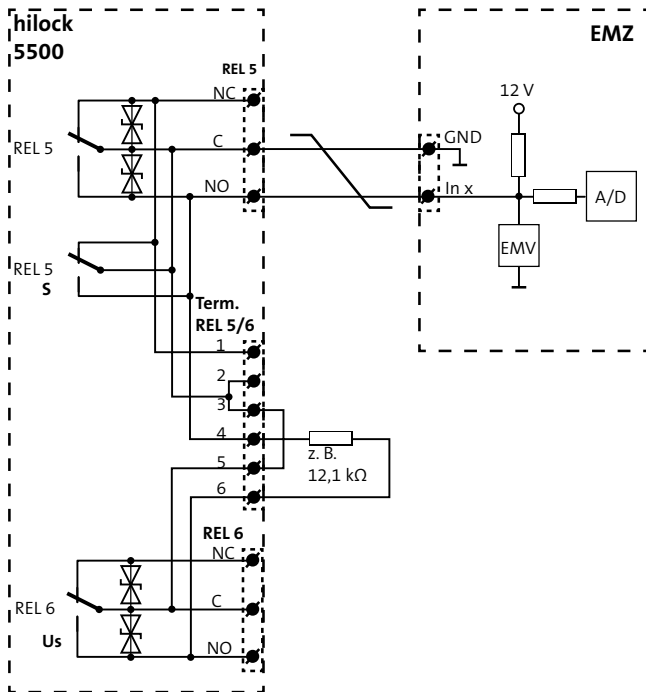 hilock
5500
EMZ
REL 5
12 V
NC
GND
REL 5
C
NO
In x
A/D
EMV
REL 5
S
Term.
REL 5/6
1
2
3
4
z. B.
12,1 kΩ
5
6
REL 6
NC
REL 6
C
Us
NO